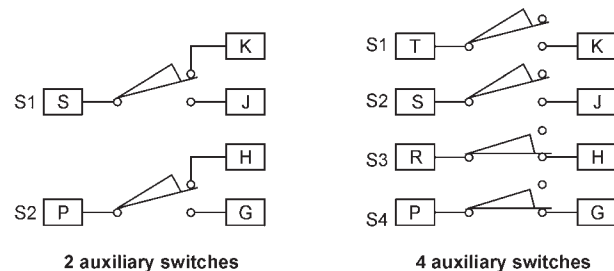 K
S1 S J
H
S2 P G
2 auxiliary switches
S1 T K
S2 S J
S3 R H
S4 P G
4 auxiliary switches